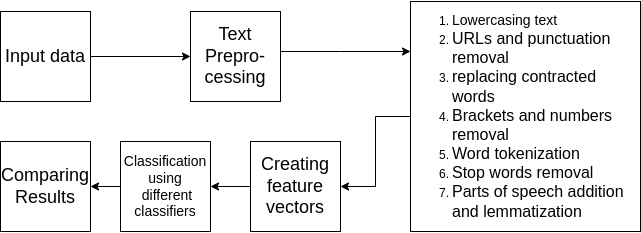 Input data
Text
Prepro-
cessing
1. Lowercasing text
2. URLs and punctuation
removal
3. replacing contracted
words
4. Brackets and numbers
removal
5. Word tokenization
6. Stop words removal
7. Parts of speech addition
and lemmatization
Creating
feature
vectors
Classification
using
different
classifiers
Comparing
Results